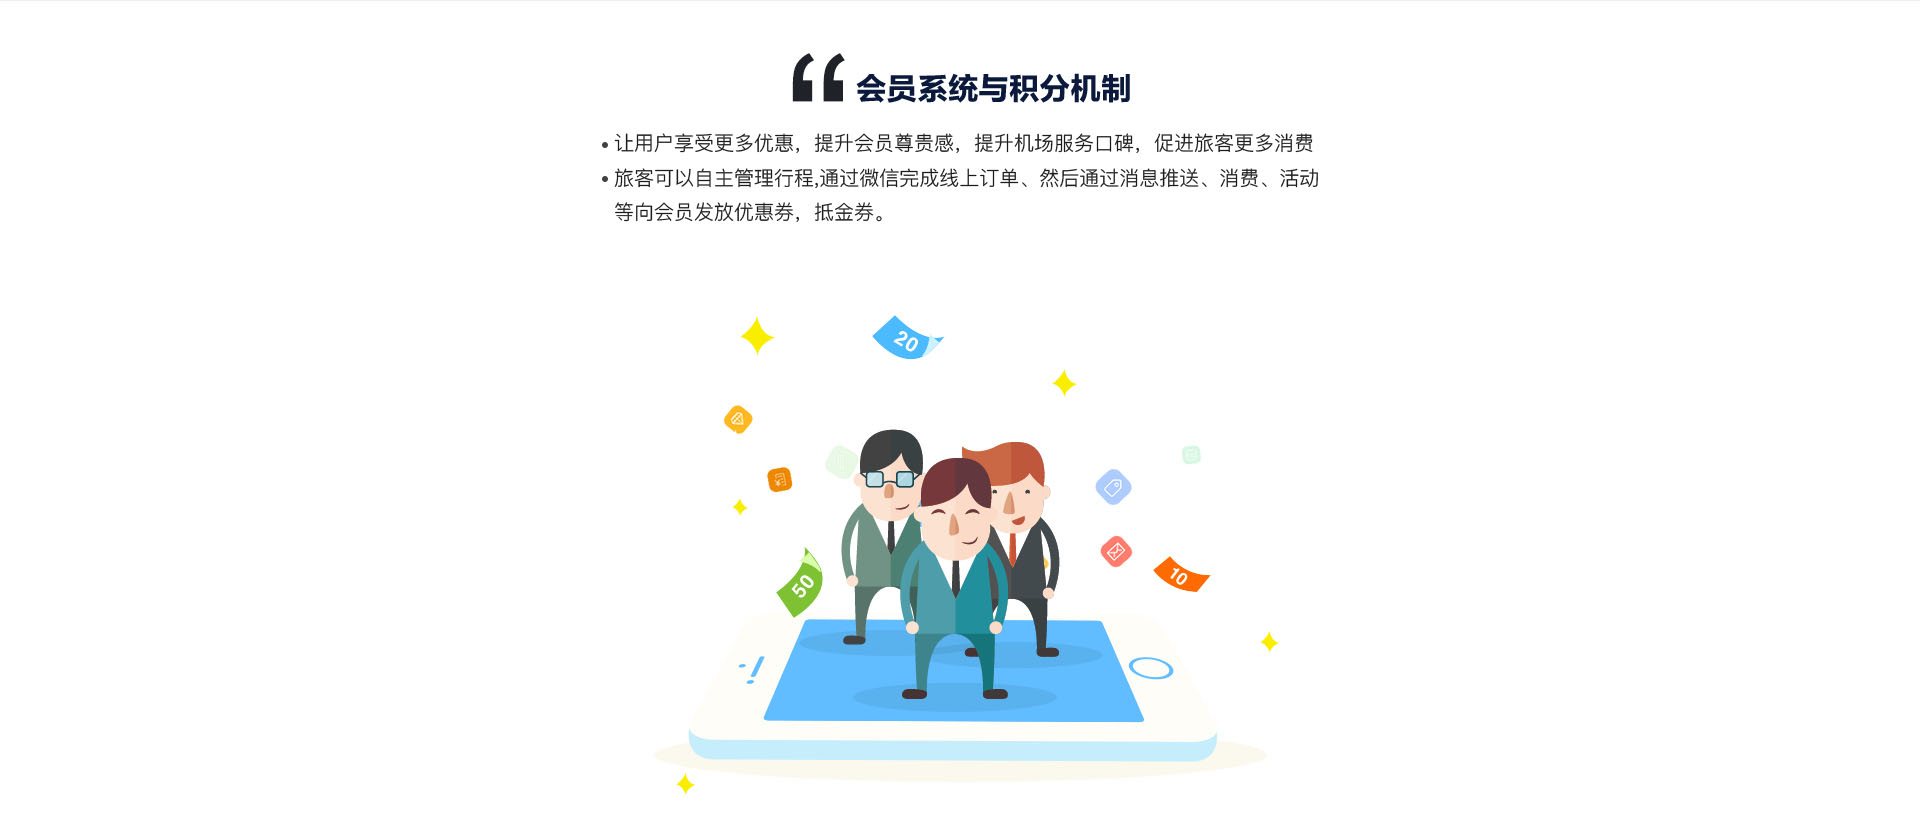 会员系统与积分机制
• 让用户享受更多优惠，提升会员尊贵感，提升机场服务口碑，促进旅客更多消费
• 旅客可以自主管理行程,通过微信完成线上订单、然后通过消息推送、消费、活动
等向会员发放优惠券，抵金券。
20
50
10